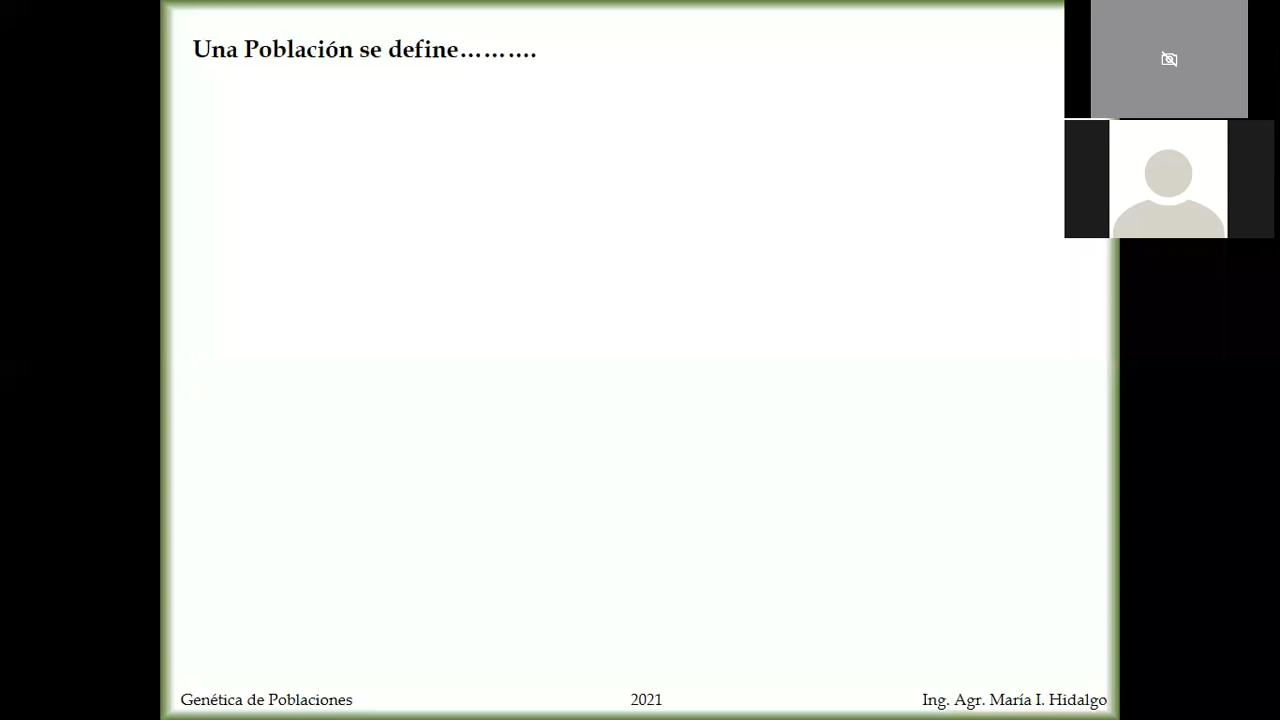 Una Población se define……….
Genética de Poblaciones
2021
Ing. Agr. María I. Hidalgo